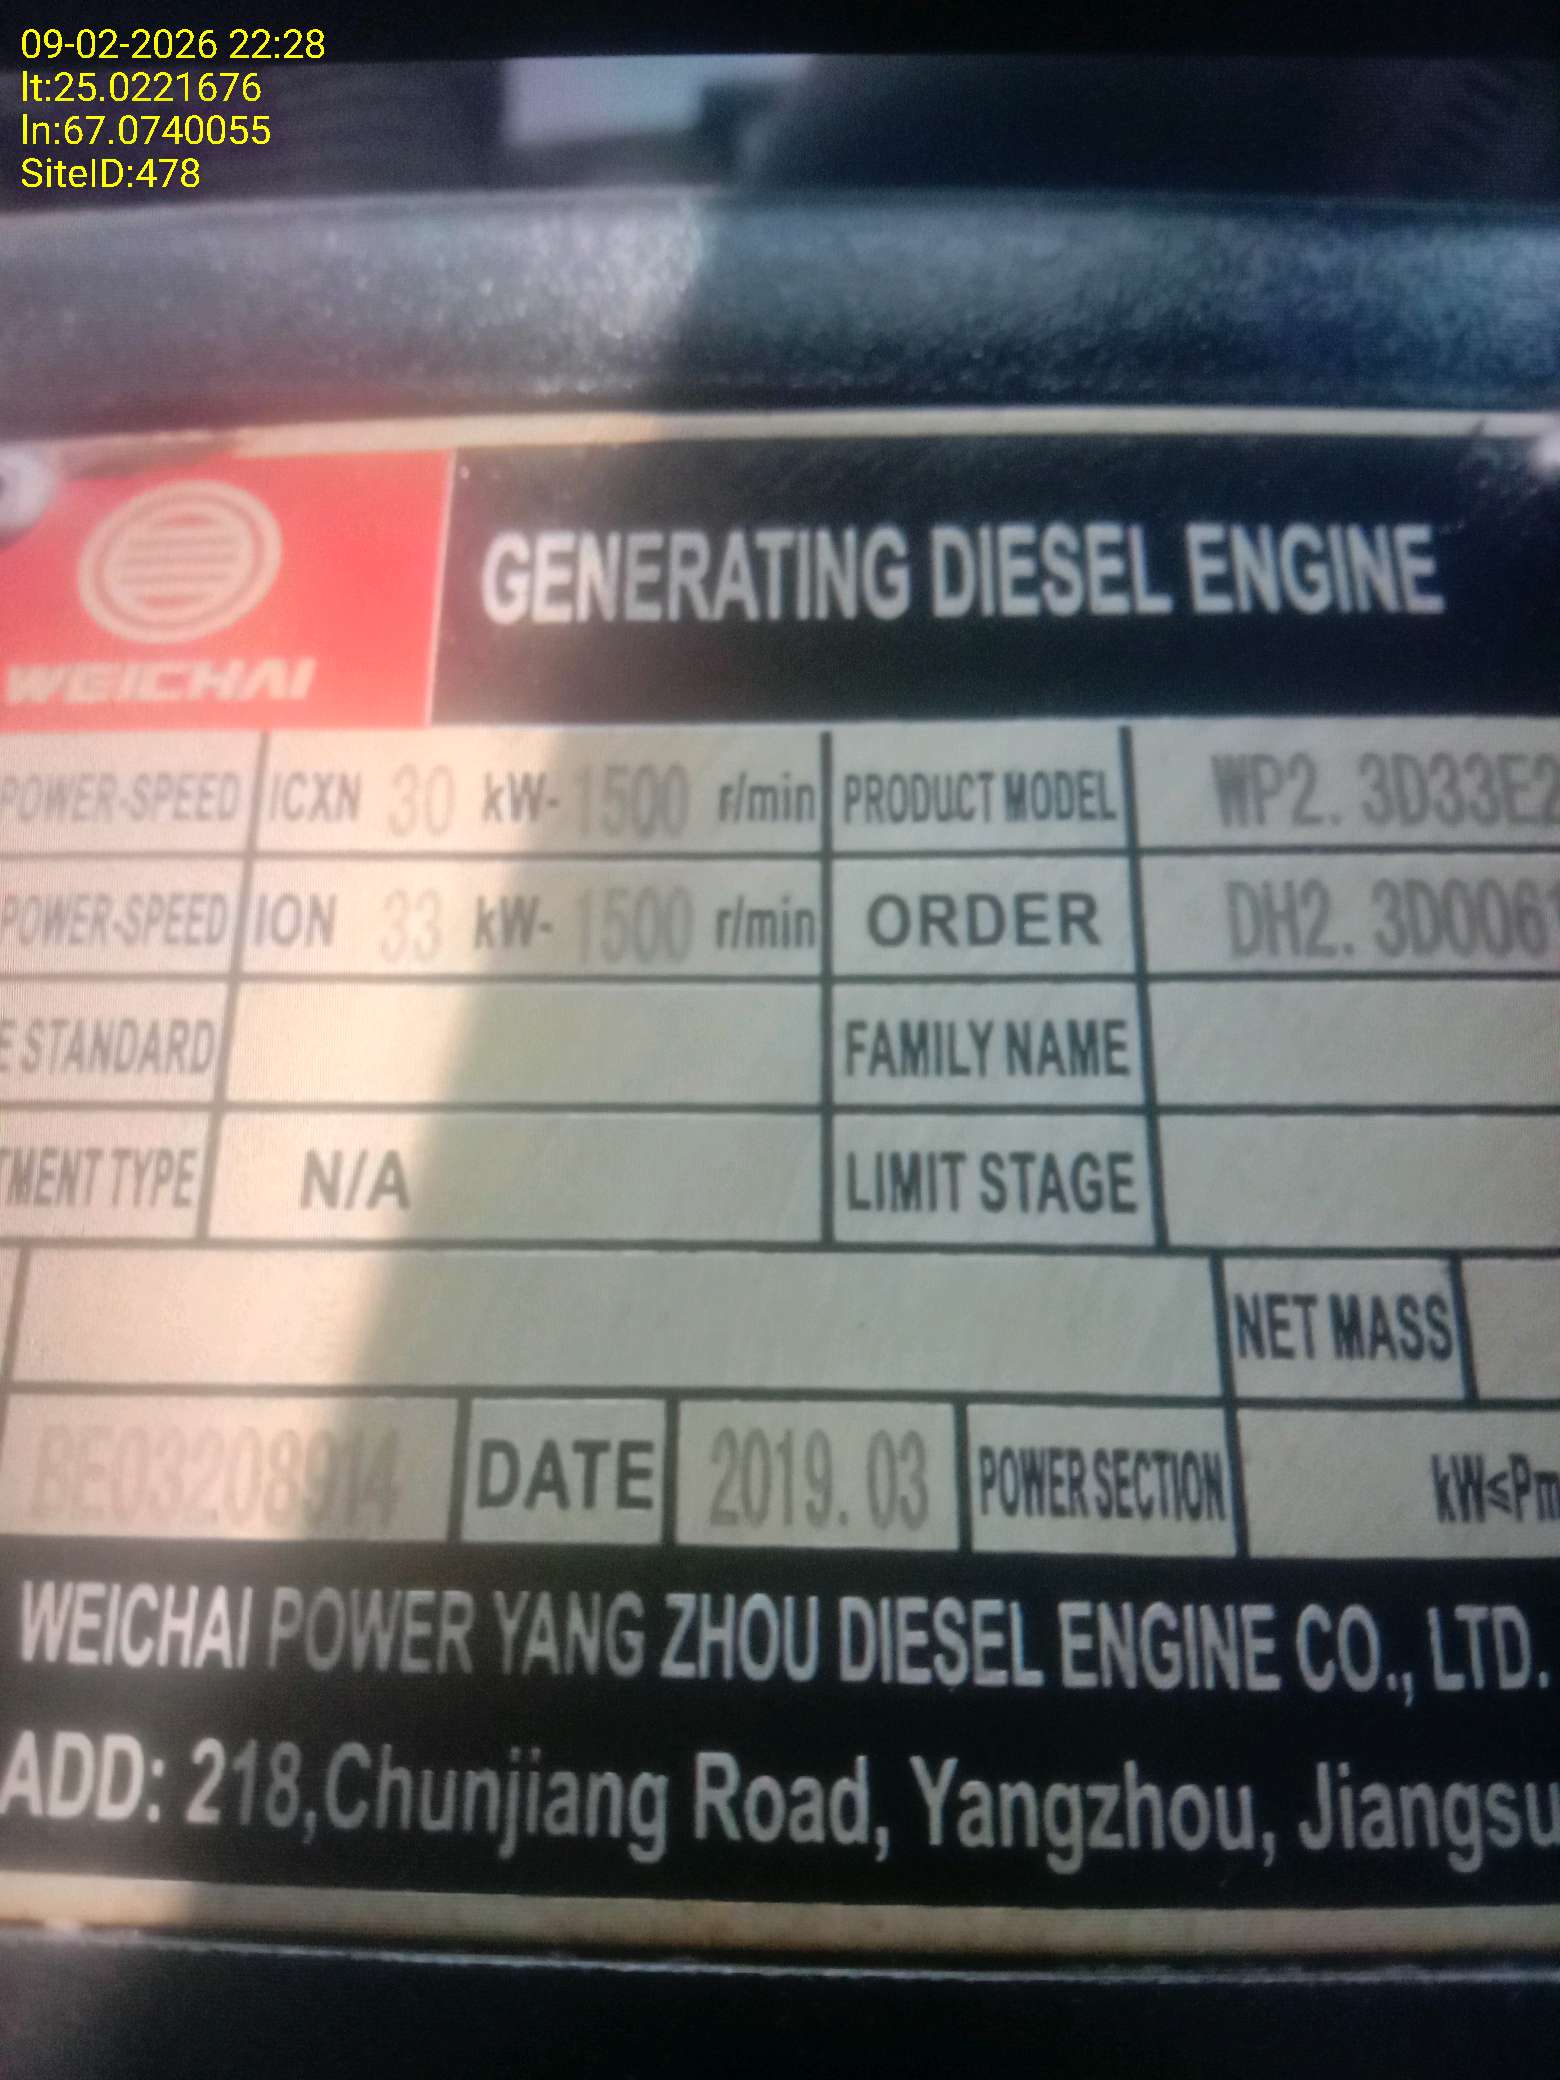 09-02-2026 22:28
lt:25.0221676
ln:67.0740055
SiteID:478
WEICHAI
GENERATING DIESEL ENGINE
POWER-SPEED ICXN 30 kW- 1500 r/min PRODUCT MODEL WP2. 3D33E2
POWER-SPEED ION 33 kW- 1500 r/min ORDER DH2. 3D0061
E STANDARD FAMILY NAME
TMENT TYPE N/A LIMIT STAGE
NET MASS
BE03208914 DATE 2019. 03 POWER SECTION kW≤Pm
WEICHAI POWER YANG ZHOU DIESEL ENGINE CO., LTD.
ADD: 218,Chunjiang Road, Yangzhou, Jiangsu